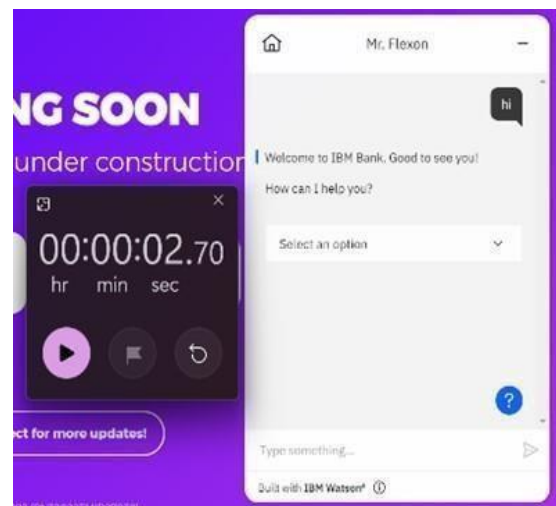 NG SOON
under construction
00:00:02.70
hr min sec
ct for more updates!
Mr. Flexon
hi
Welcome to IBM Bank. Good to see you!
How can I help you?
Select an option
?
Type something...
Built with IBM Watson®